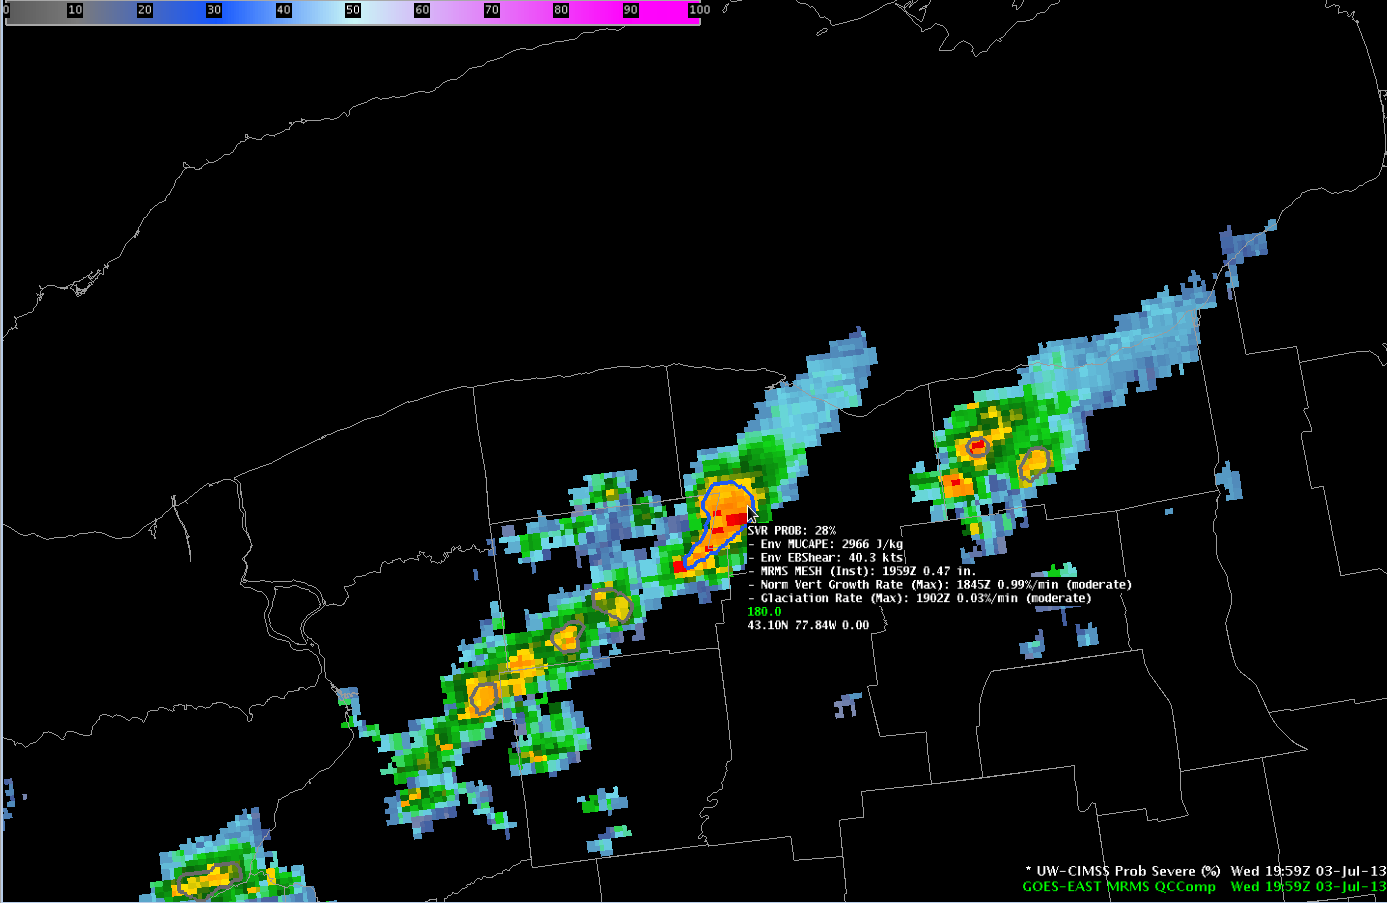 0 10 20 30 40 50 60 70 80 90 100
SVR PROB: 28%
- Env MUCAPE: 2966 J/kg
- Env EBShear: 40.3 kts
- MRMS MESH (Inst): 1959Z 0.47 in.
- Norm Vert Growth Rate (Max): 1845Z 0.99%/min (moderate)
- Glaciation Rate (Max): 1902Z 0.03%/min (moderate)
180.0
43.10N 77.84W 0.00
* UW-CIMSS Prob Severe (%) Wed 19:59Z 03-Jul-13
GOES-EAST MRMS QCComp Wed 19:59Z 03-Jul-13